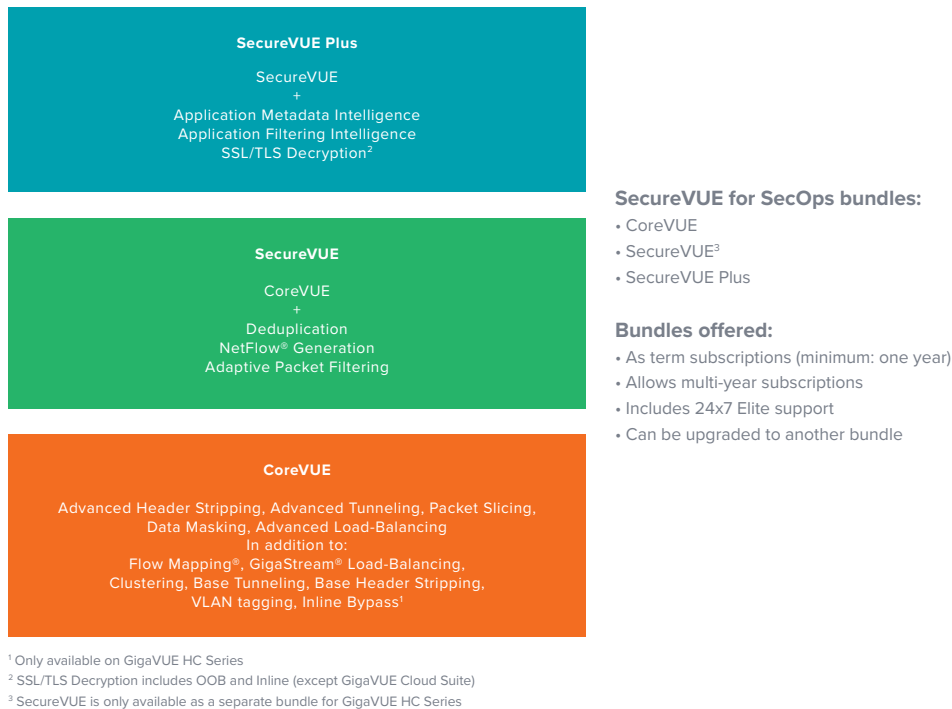 SecureVUE Plus
SecureVUE
+
Application Metadata Intelligence
Application Filtering Intelligence
SSL/TLS Decryption²
SecureVUE
CoreVUE
+
Deduplication
NetFlow® Generation
Adaptive Packet Filtering
CoreVUE
Advanced Header Stripping, Advanced Tunneling, Packet Slicing,
Data Masking, Advanced Load-Balancing
In addition to:
Flow Mapping®, GigaStream® Load-Balancing,
Clustering, Base Tunneling, Base Header Stripping,
VLAN tagging, Inline Bypass¹
SecureVUE for SecOps bundles:
• CoreVUE
• SecureVUE³
• SecureVUE Plus
Bundles offered:
• As term subscriptions (minimum: one year)
• Allows multi-year subscriptions
• Includes 24x7 Elite support
• Can be upgraded to another bundle
¹ Only available on GigaVUE HC Series
² SSL/TLS Decryption includes OOB and Inline (except GigaVUE Cloud Suite)
³ SecureVUE is only available as a separate bundle for GigaVUE HC Series